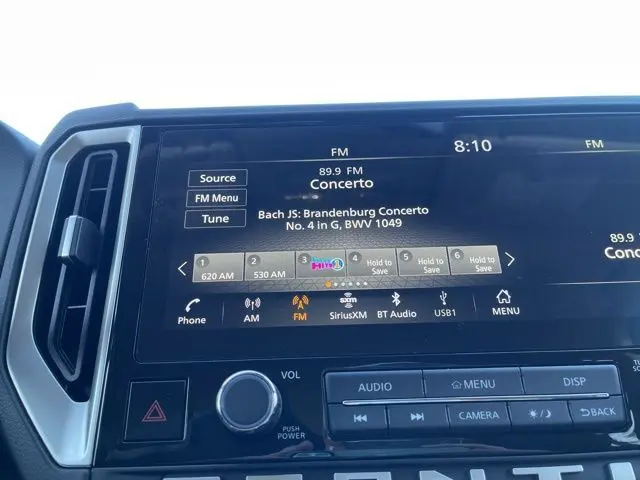 FM
8:10
FM
Source
89.9 FM
Concerto
FM Menu
Tune
Bach JS: Brandenburg Concerto
No. 4 in G, BWV 1049
89.9
Conc
1
620 AM
2
530 AM
3
Hits 1
4
Hold to
Save
5
Hold to
Save
6
Hold to
Save
Phone
AM
A
FM
sxm
SiriusXM
BT Audio
USB1
MENU
VOL
PUSH
POWER
AUDIO
MENU
DISP
CAMERA
BACK